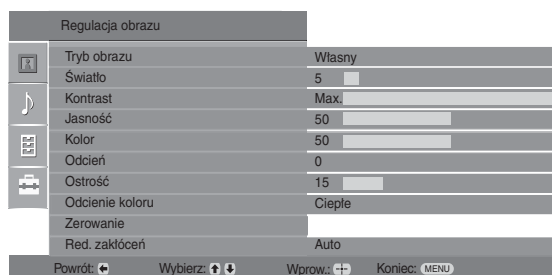 Regulacja obrazu
Tryb obrazu Własny
Światło 5
Kontrast Max.
Jasność 50
Kolor 50
Odcień 0
Ostrość 15
Odcienie koloru Ciepłe
Zerowanie
Red. zakłóceń Auto
Powrót: Wybierz: Wprow.: Koniec: MENU